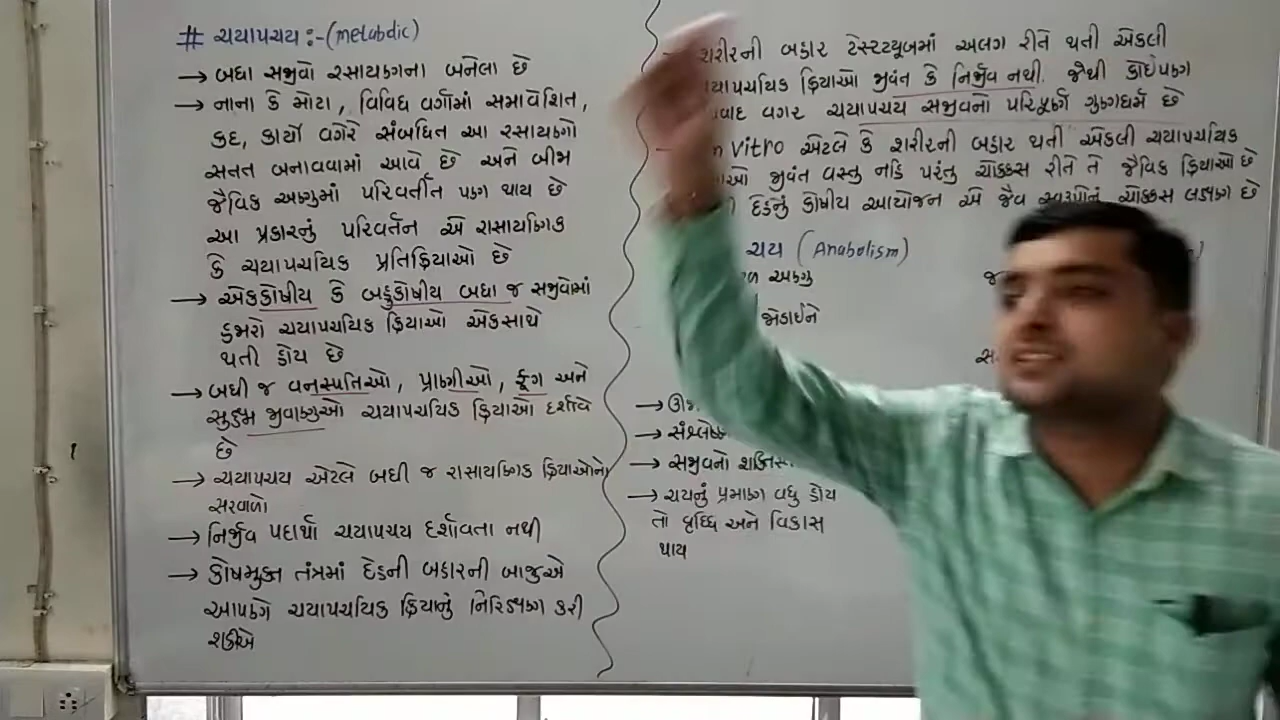 # ચયાપચય :- (metabdic)
→ બધા સજીવો રસાયણના બનેલા છે
→ નાના કે મોટા, વિવિધ વર્ગોમાં સમાવેશિત,
કદ, કાર્યો વગેરે સંબધિત આ રસાયણો
સતત બનાવવામાં આવે છે અને બીજા
જૈવિક અણુમાં પરિવર્તીત પણ થાય છે
આ પ્રકારનું પરિવર્તન એ રાસાયણિક
કે ચયાપચયિક પ્રતિક્રિયાઓ છે
→ એકકોષીય કે બહુકોષીય બધા જ સજીવોમાં
હજારો ચયાપચયિક ક્રિયાઓ એકસાથે
થતી હોય છે
→ બધી જ વનસ્પતિઓ, પ્રાણીઓ, ફૂગ અને
સુક્ષ્મ જીવાણુઓ ચયાપચયિક ક્રિયાઓ દર્શાવે
છે
→ ચયાપચય એટલે બધી જ રાસાયણિક ક્રિયાઓનો
સરવાળો
→ નિર્જીવ પદાર્થો ચયાપચય દર્શાવતા નથી
→ કોષમુક્ત તંત્રમાં દેહની બહારની બાજુએ
આપણે ચયાપચયિક ક્રિયાનું નિરિક્ષણ કરી
શકીએ
શરીરની બહાર ટેસ્ટટ્યૂબમાં અલગ રીતે થતી એકલી
ક્રિયાઓ જીવંત કે નિર્જીવ નથી. જેથી કોઈપણ
વગર ચયાપચય સજીવનો પરિપૂર્ણ ગુણધર્મ છે
vitro એટલે કે શરીરની બહાર થતી એકલી ચયાપચયિક
જીવંત વસ્તુ નહિ પરંતુ ચોક્કસ રીતે તે જૈવિક ક્રિયાઓ છે
દેહનું કોષીય આયોજન એ જૈવ સ્વરૂપોનું ચોક્કસ લક્ષણ છે
ચય (Anabolism)
અણુ
જોડાઈને
→
→
→ સજીવનો
→ ચયનું પ્રમાણ વધુ હોય
તો વૃધ્ધિ અને વિકાસ
થાય